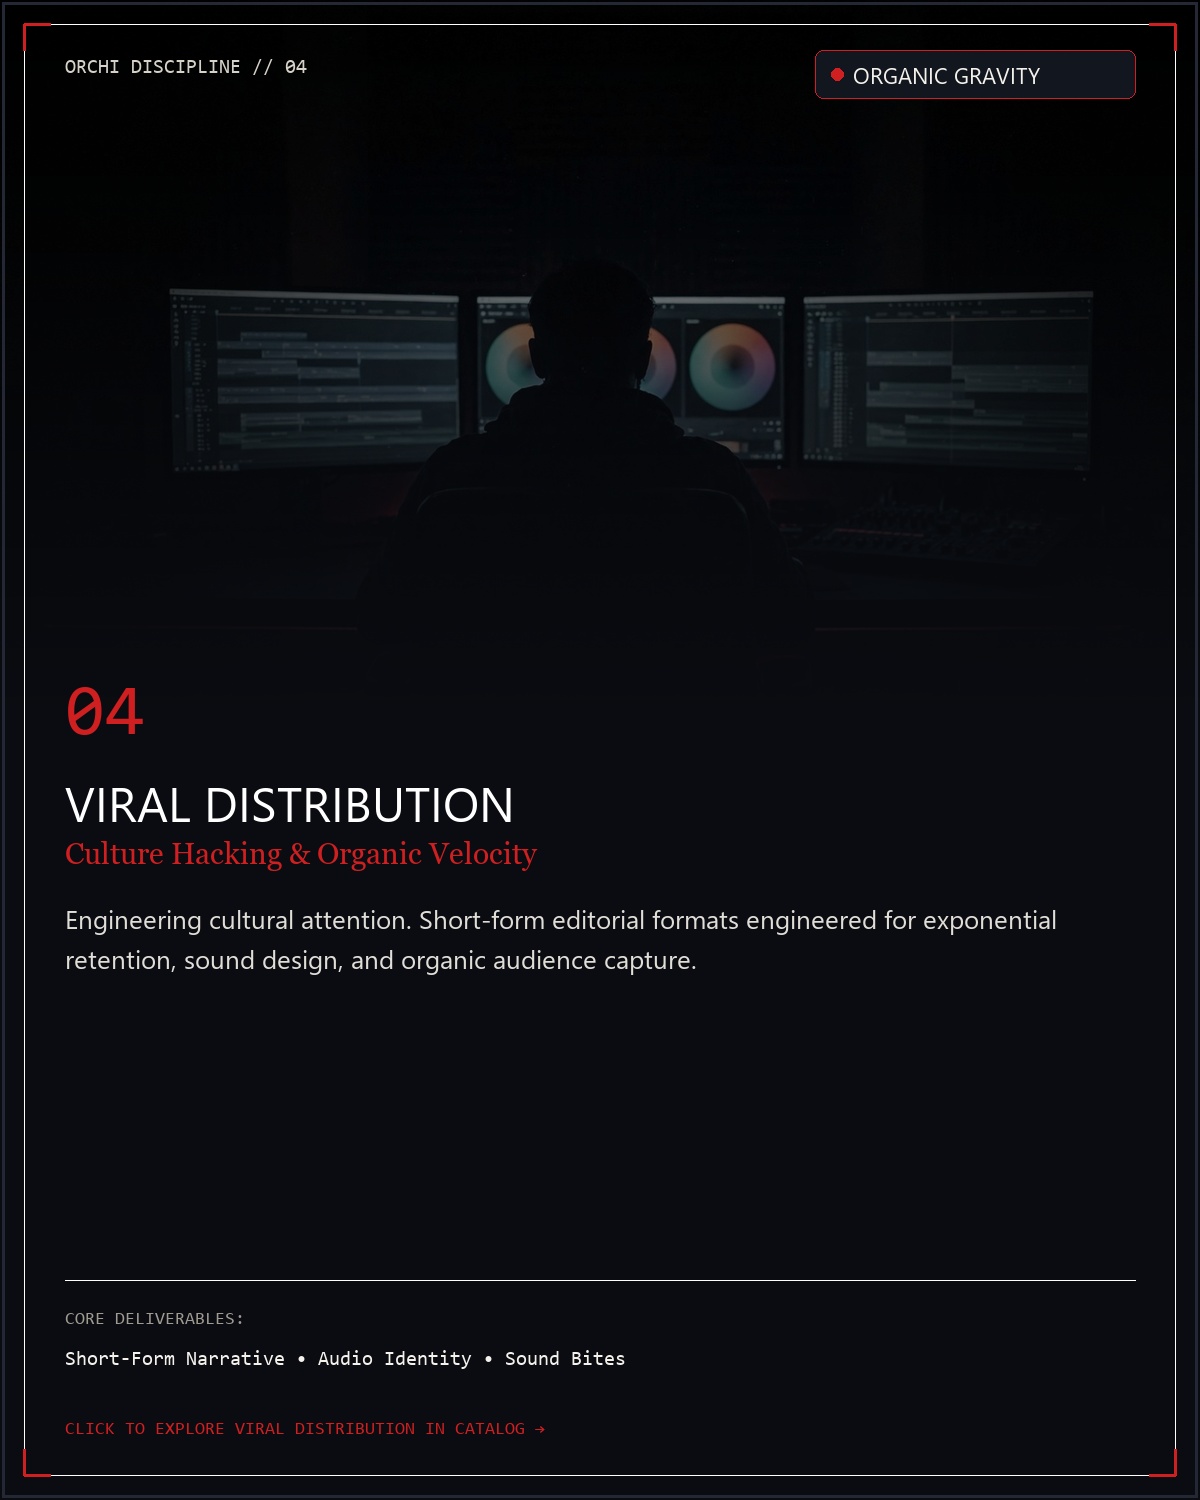 ORCHI DISCIPLINE // 04
ORGANIC GRAVITY
04
VIRAL DISTRIBUTION
Culture Hacking & Organic Velocity
Engineering cultural attention. Short-form editorial formats engineered for exponential
retention, sound design, and organic audience capture.
CORE DELIVERABLES:
Short-Form Narrative • Audio Identity • Sound Bites
CLICK TO EXPLORE VIRAL DISTRIBUTION IN CATALOG →